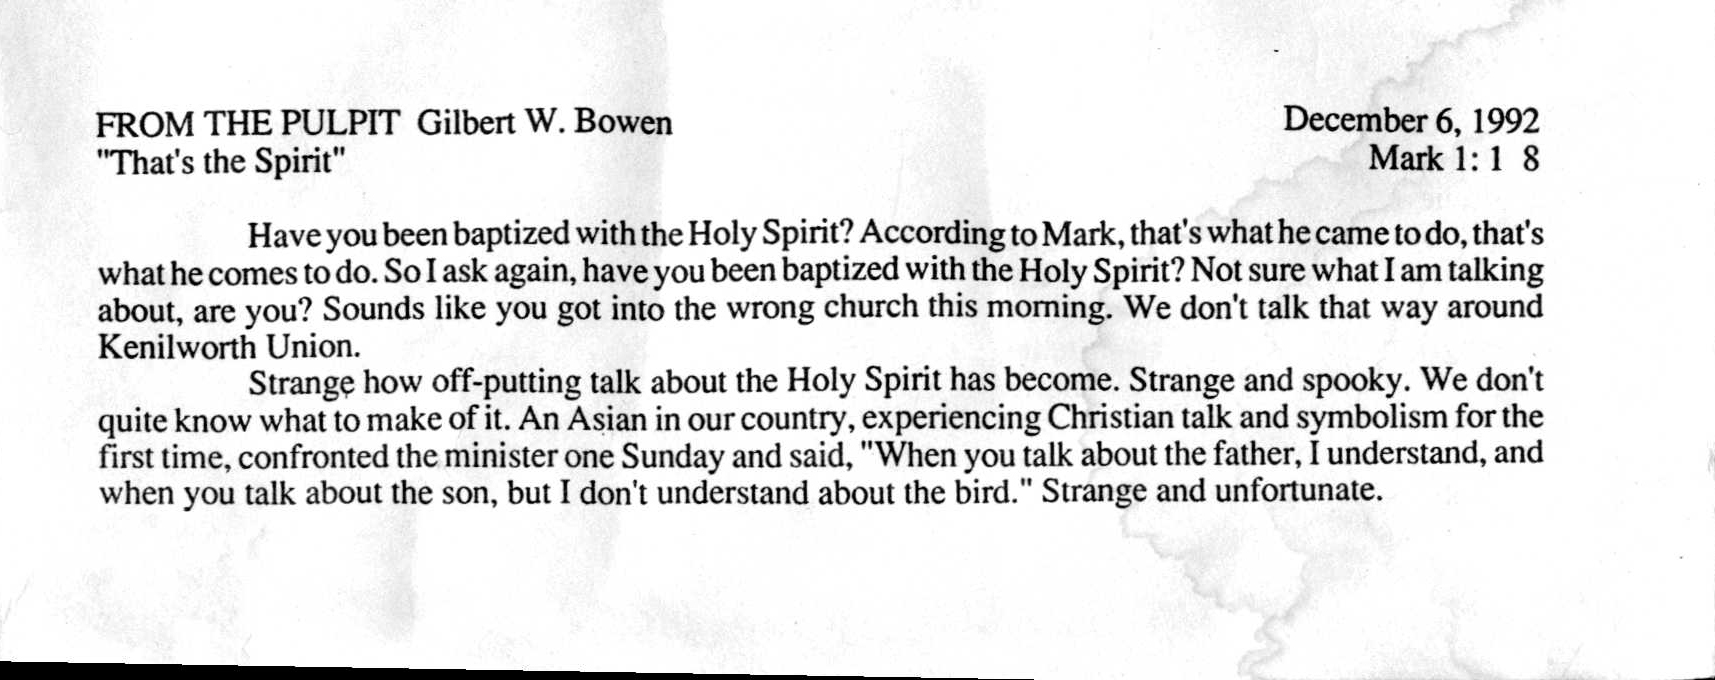 FROM THE PULPIT Gilbert W. Bowen December 6, 1992
"That's the Spirit" Mark 1: 1 8
Have you been baptized with the Holy Spirit? According to Mark, that's what he came to do, that's
what he comes to do. So I ask again, have you been baptized with the Holy Spirit? Not sure what I am talking
about, are you? Sounds like you got into the wrong church this morning. We don't talk that way around
Kenilworth Union.
Strange how off-putting talk about the Holy Spirit has become. Strange and spooky. We don't
quite know what to make of it. An Asian in our country, experiencing Christian talk and symbolism for the
first time, confronted the minister one Sunday and said, "When you talk about the father, I understand, and
when you talk about the son, but I don't understand about the bird." Strange and unfortunate.